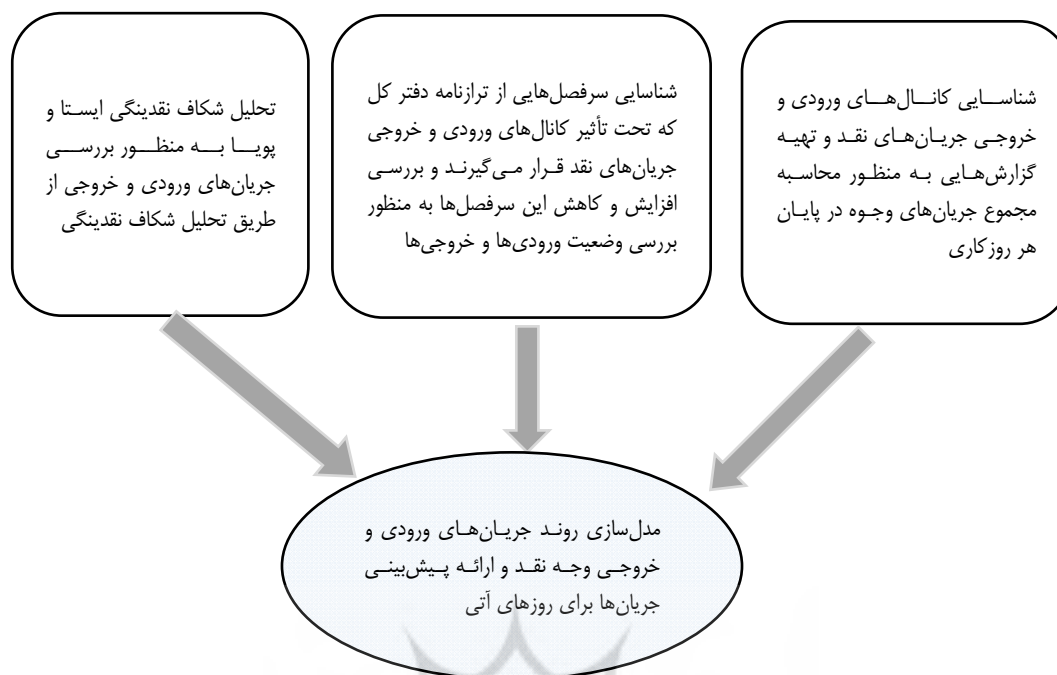 شناسایی کانال‌های ورودی و
خروجی جریان‌های نقد و تهیه
گزارش‌هایی به منظور محاسبه
مجموع جریان‌های وجوه در پایان
هر روزکاری
شناسایی سرفصل‌هایی از ترازنامه دفتر کل
که تحت تأثیر کانال‌های ورودی و خروجی
جریان‌های نقد قرار می‌گیرند و بررسی
افزایش و کاهش این سرفصل‌ها به منظور
بررسی وضعیت ورودی‌ها و خروجی‌ها
تحلیل شکاف نقدینگی ایستا و
پویا به منظور بررسی
جریان‌های ورودی و خروجی از
طریق تحلیل شکاف نقدینگی
مدل‌سازی روند جریان‌های ورودی و
خروجی وجه نقد و ارائه پیش‌بینی
جریان‌ها برای روزهای آتی